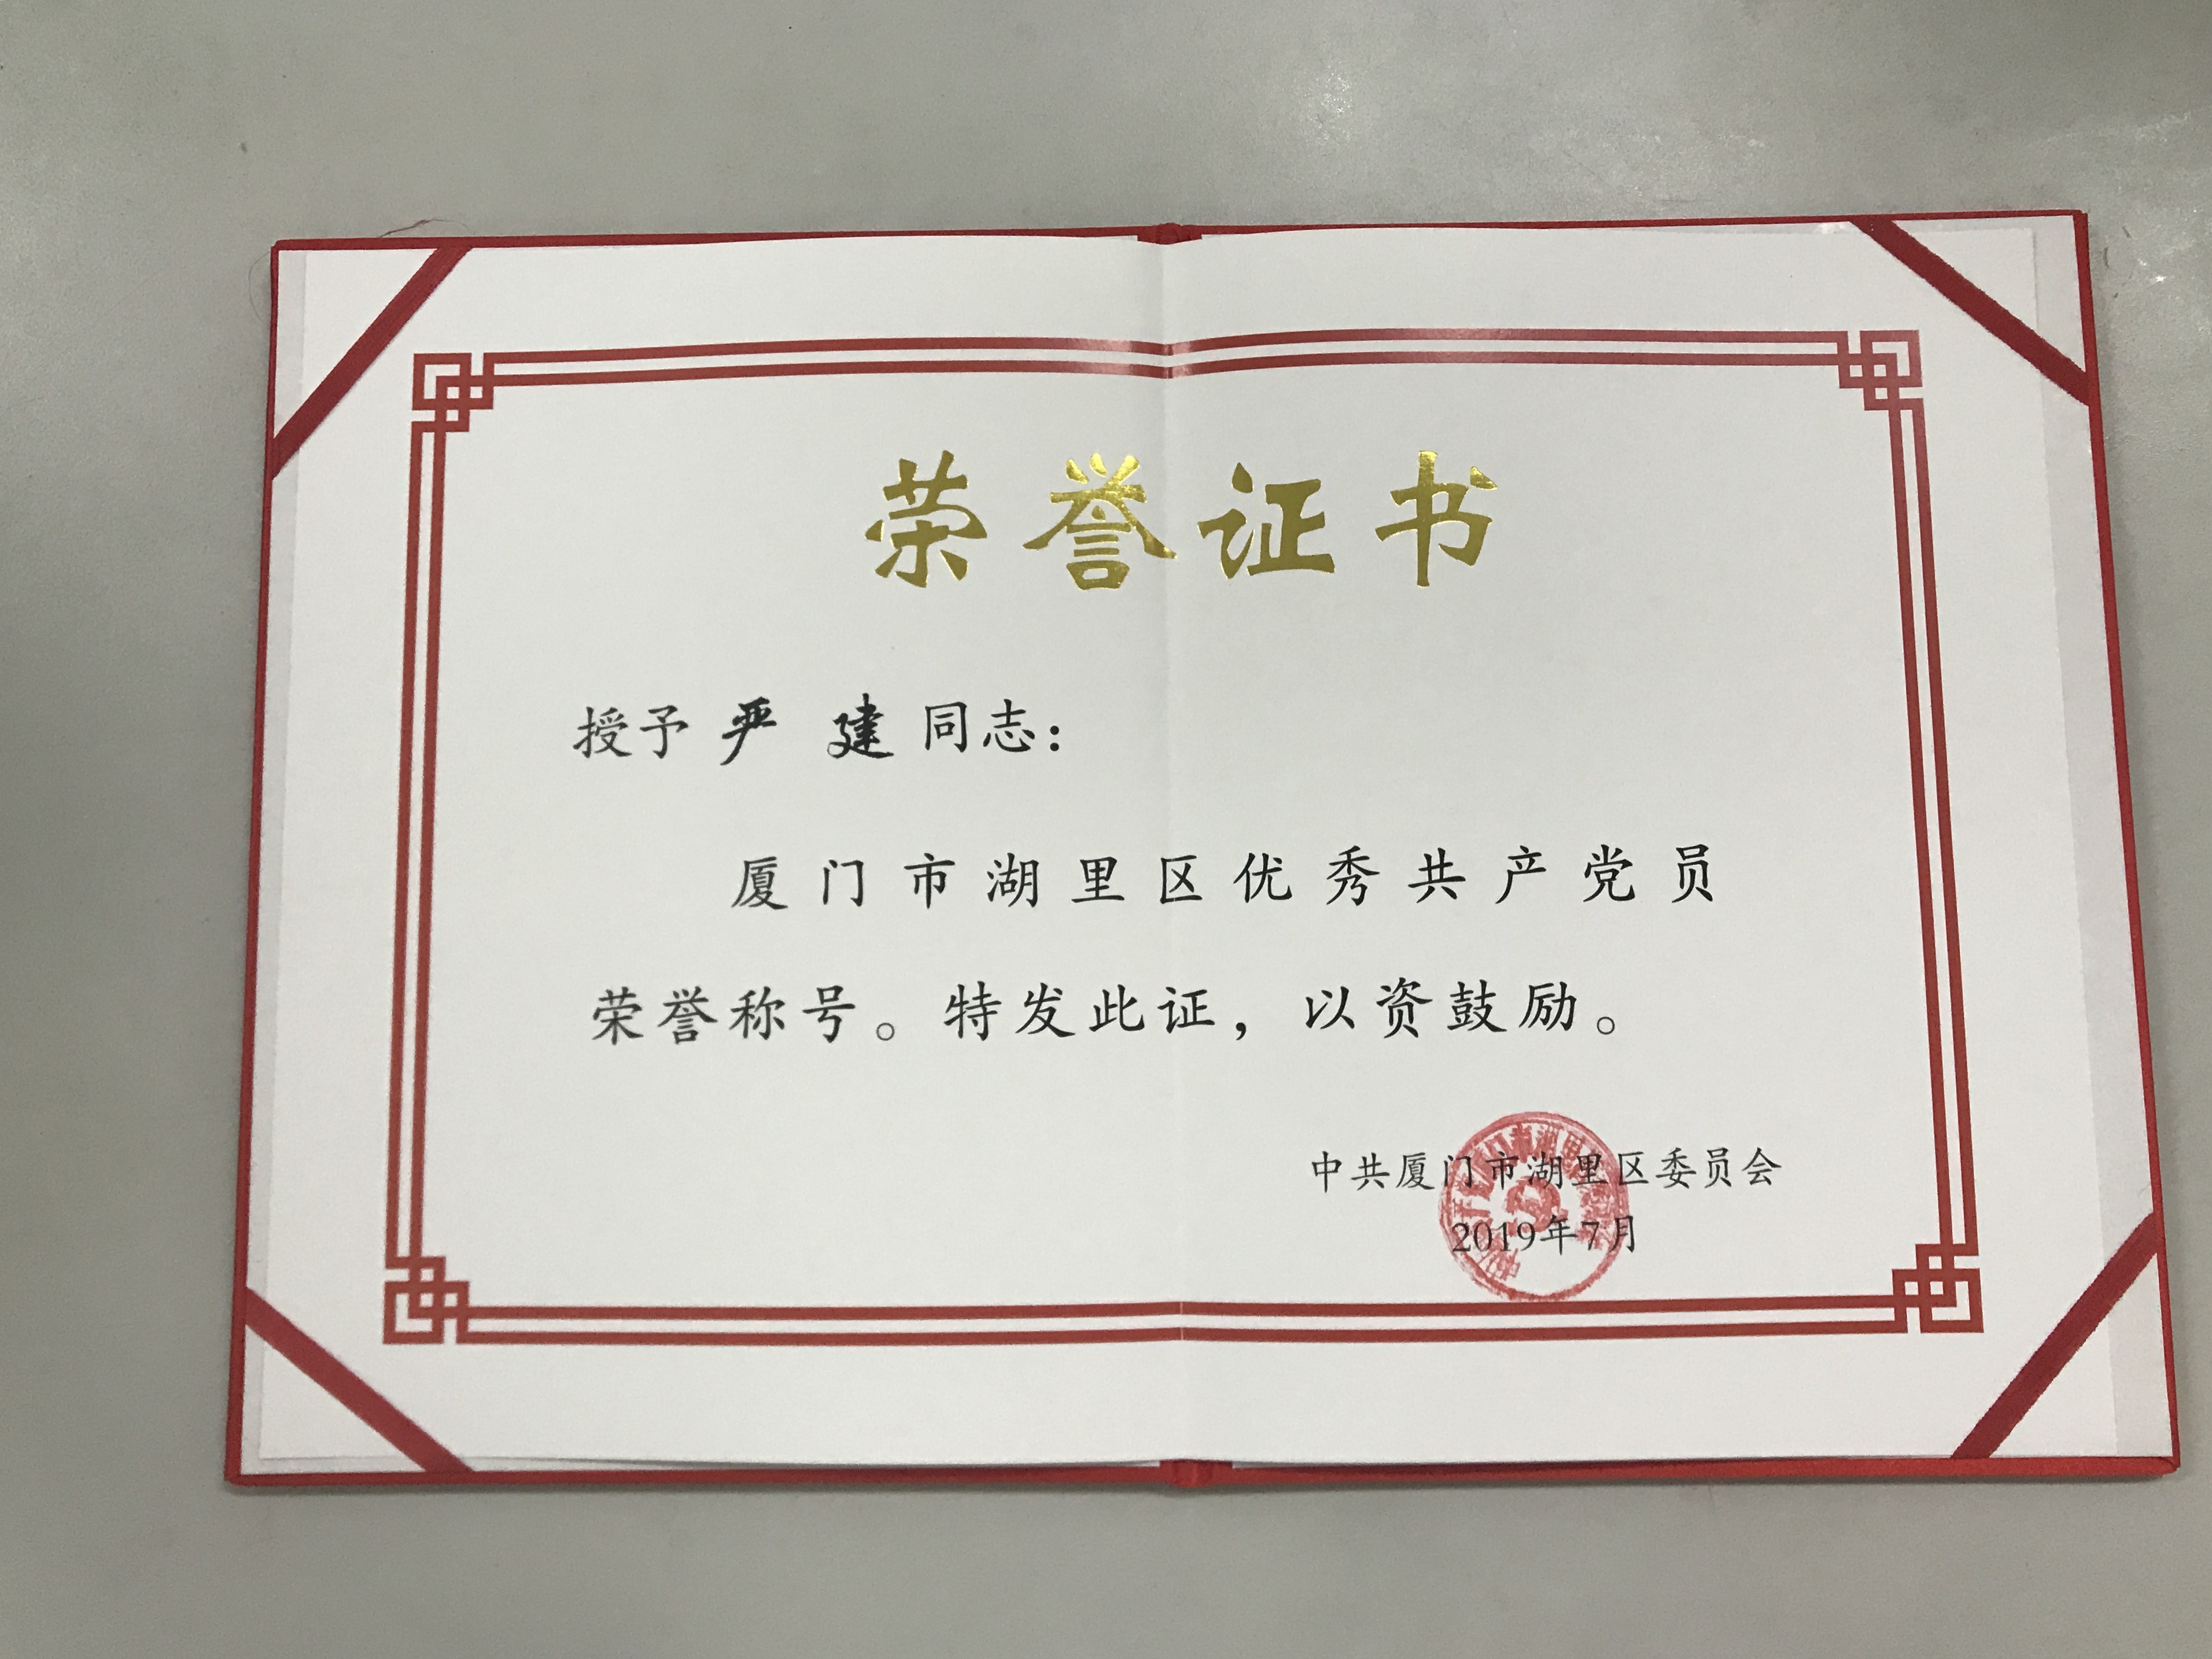 荣誉证书
授予 严 建 同志：
厦门市湖里区优秀共产党员
荣誉称号。特发此证，以资鼓励。
中共厦门市湖里区委员会
2019年7月